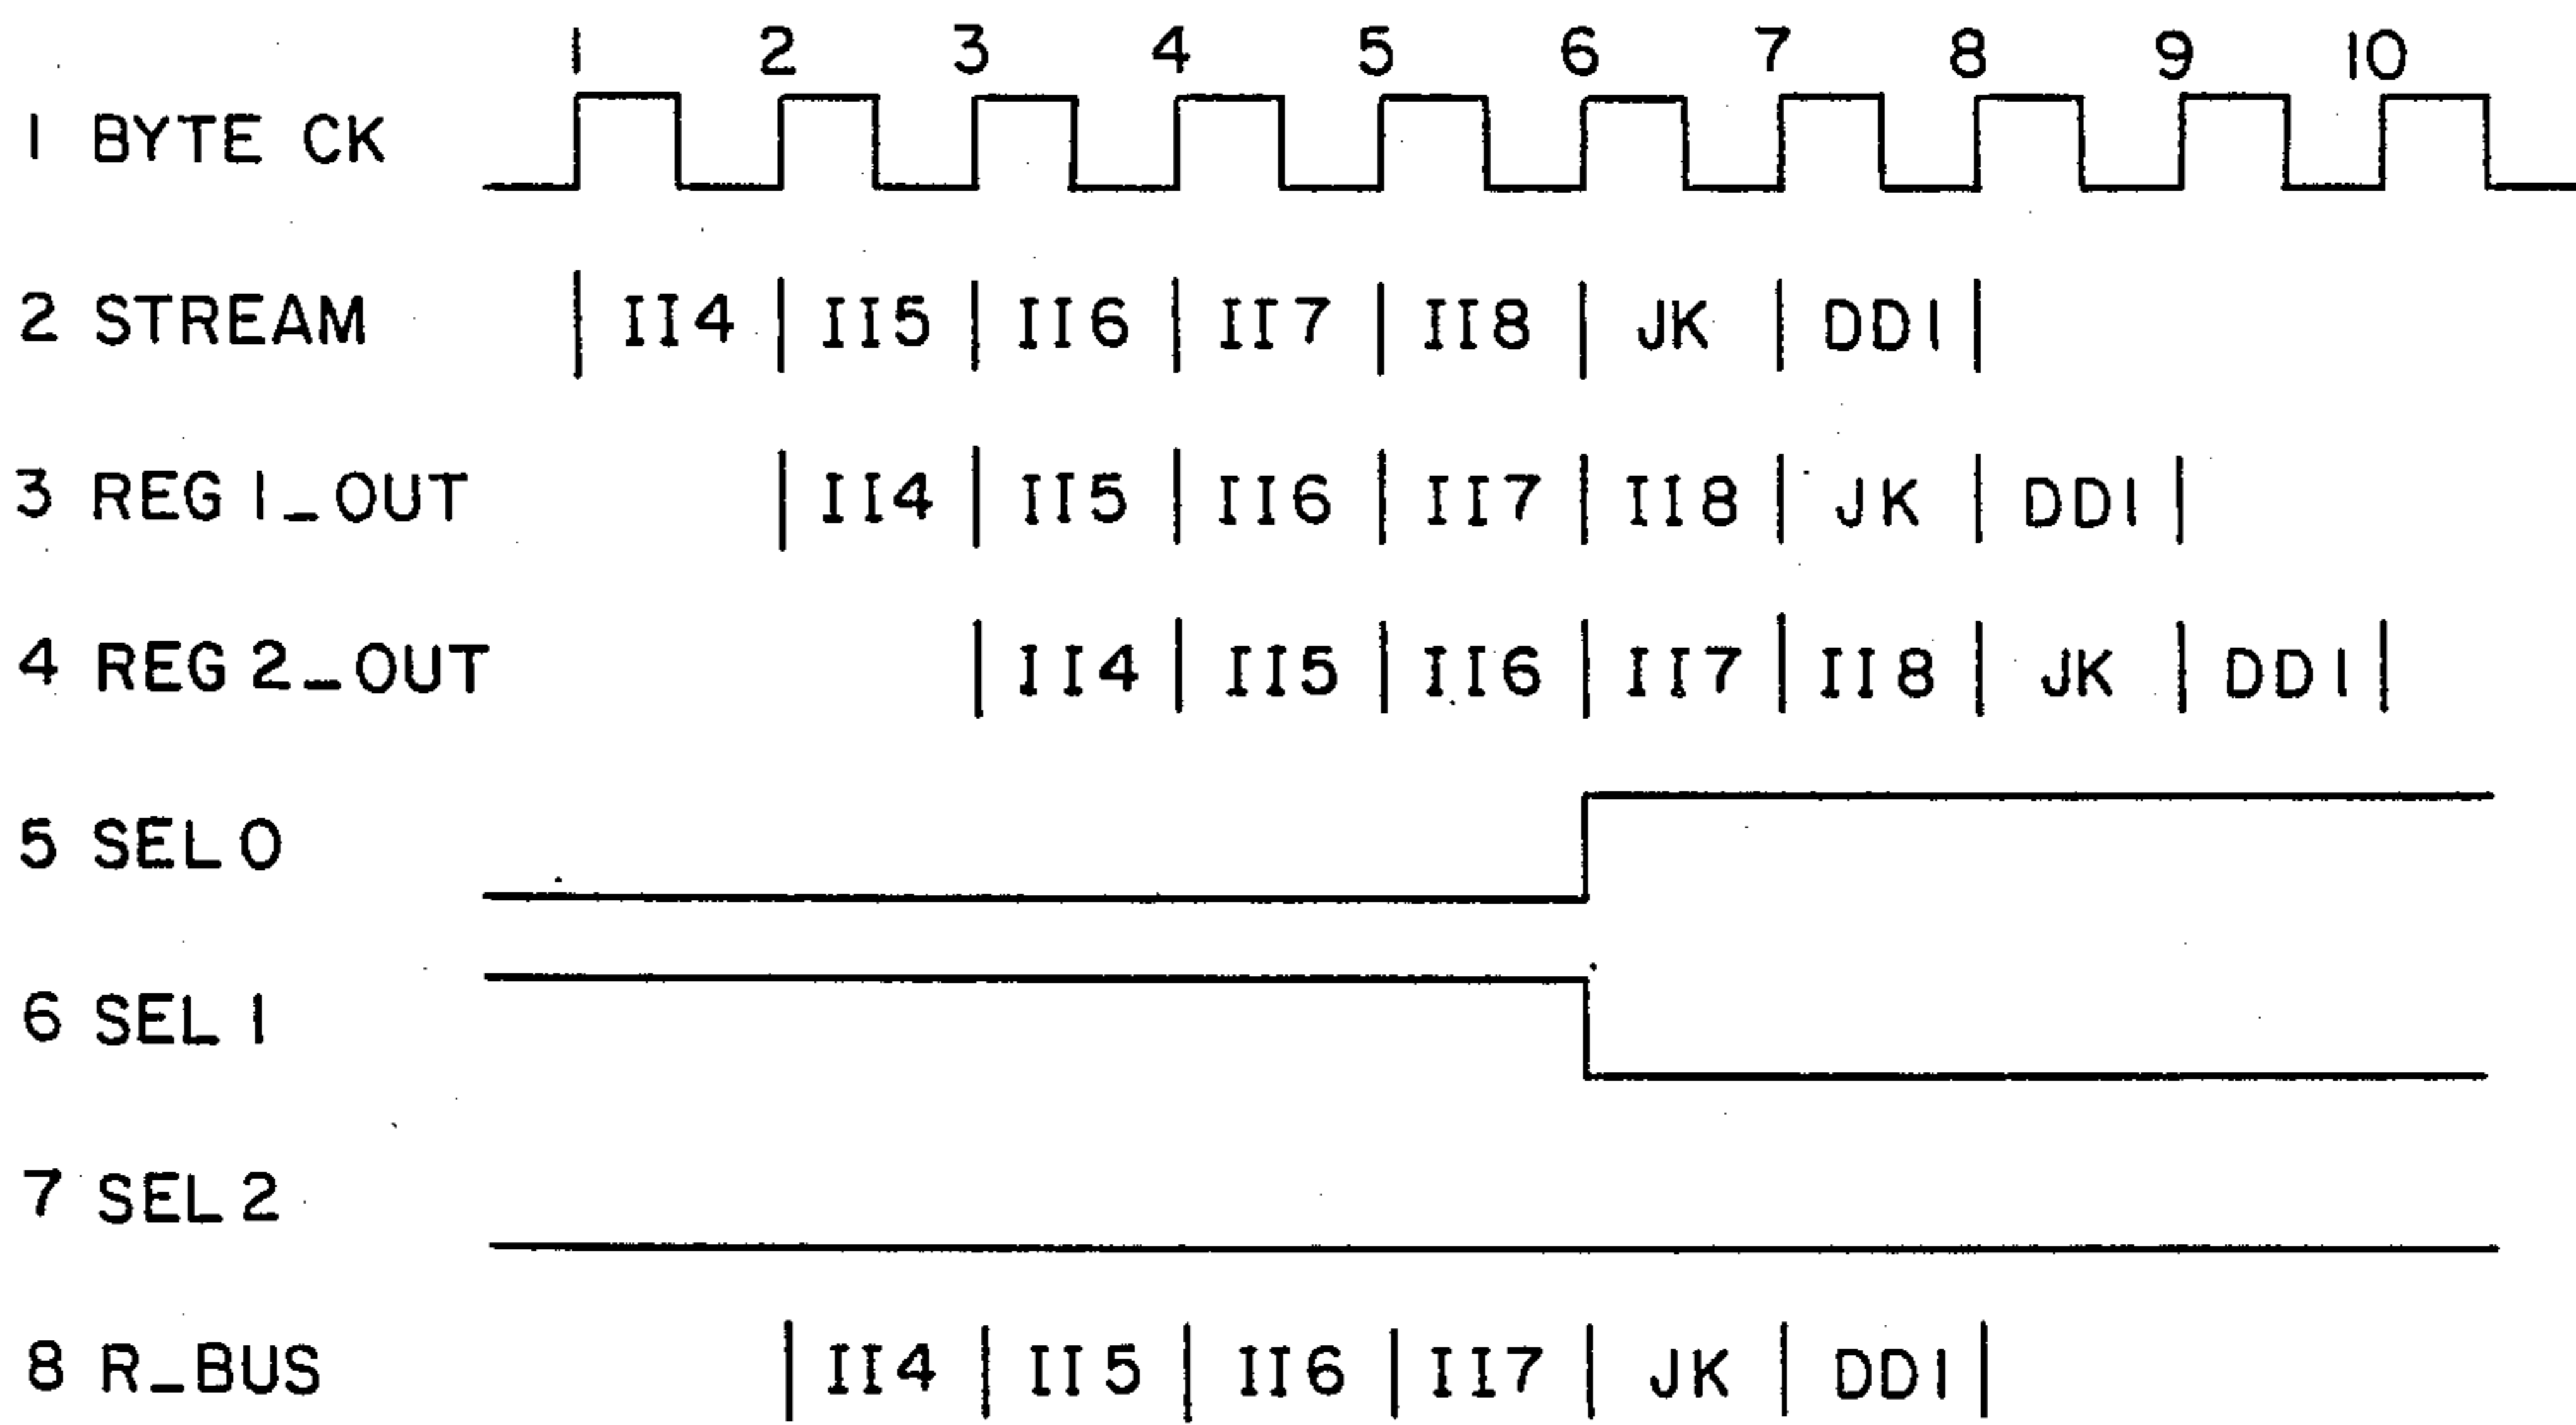 1 2 3 4 5 6 7 8 9 10
1 BYTE CK
2 STREAM II4 II5 II6 II7 II8 JK DD1
3 REG 1_OUT II4 II5 II6 II7 II8 JK DD1
4 REG 2_OUT II4 II5 II6 II7 II8 JK DD1
5 SEL 0
6 SEL 1
7 SEL 2
8 R_BUS II4 II5 II6 II7 JK DD1